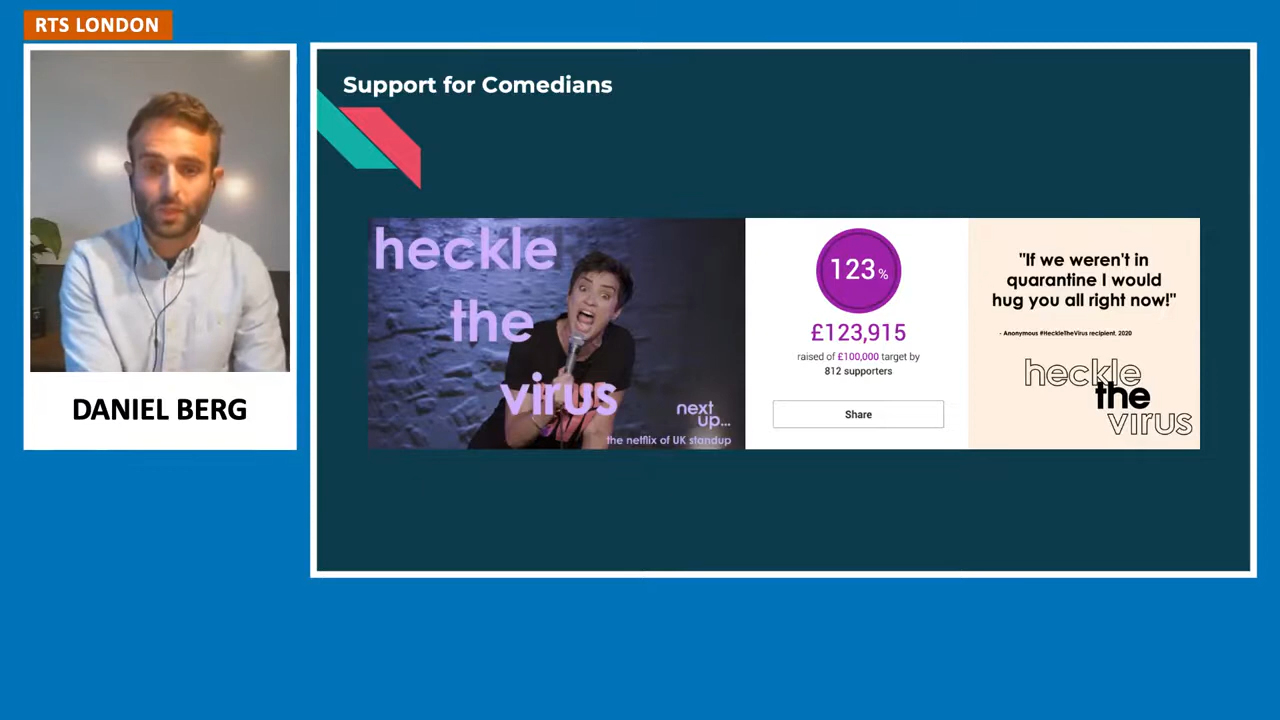 RTS LONDON
DANIEL BERG
Support for Comedians
heckle
the
virus
next
up...
the netflix of UK standup
123 %
£123,915
raised of £100,000 target by
812 supporters
Share
"If we weren't in
quarantine I would
hug you all right now!"
- Anonymous #HeckleTheVirus recipient, 2020
heckle
the
virus